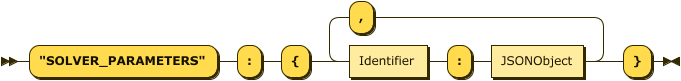 ,
"SOLVER_PARAMETERS" : { Identifier : JSONObject }